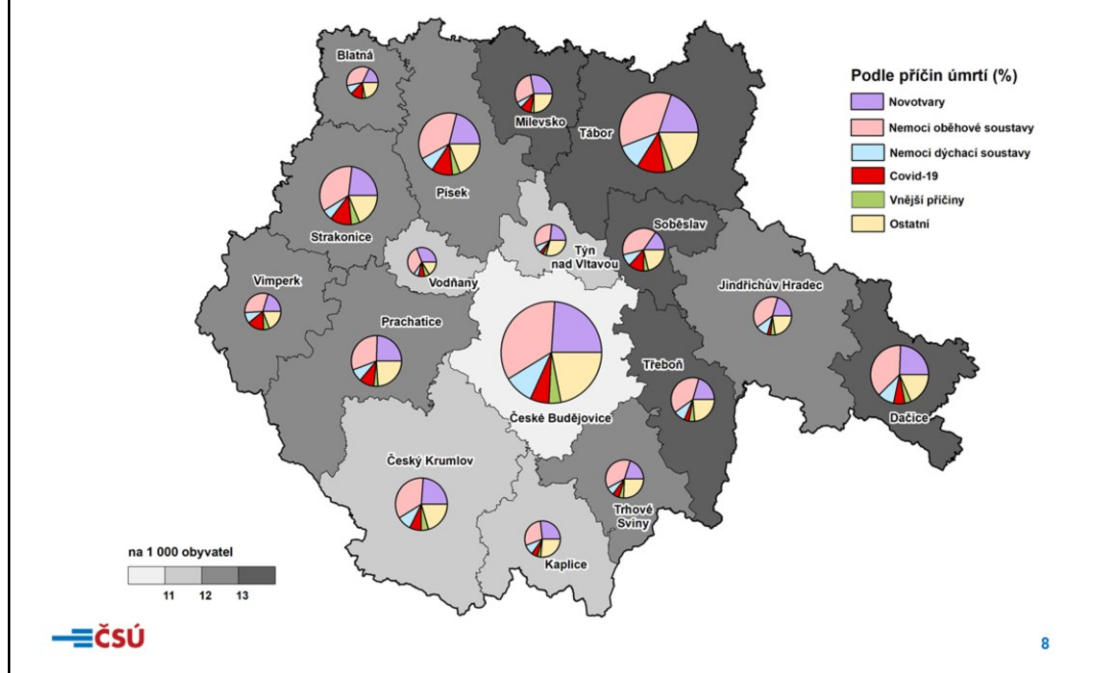 Blatná
Milevsko
Tábor
Písek
Strakonice
Soběslav
Týn
nad Vltavou
Vodňany
Vimperk
Jindřichův Hradec
Prachatice
Třeboň
České Budějovice
Dačice
Český Krumlov
Trhové
Sviny
Kaplice
Podle příčin úmrtí (%)
Novotvary
Nemoci oběhové soustavy
Nemoci dýchací soustavy
Covid-19
Vnější příčiny
Ostatní
na 1 000 obyvatel
11 12 13
ČSÚ
8